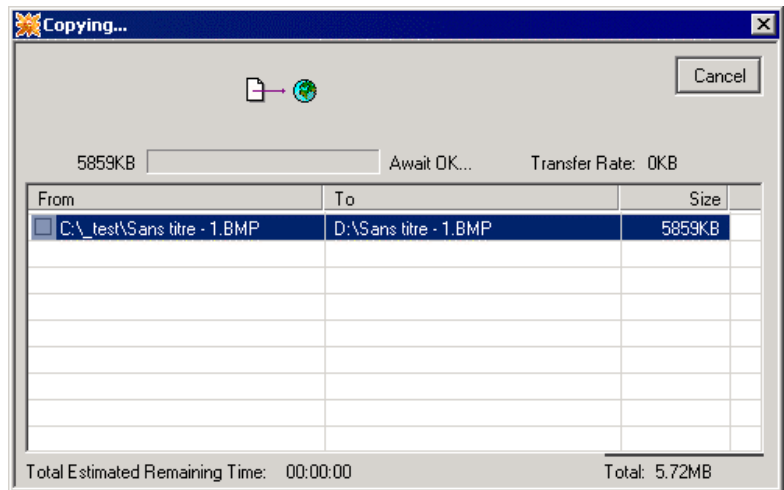 Copying...
Cancel
5859KB Await OK... Transfer Rate: 0KB
From To Size
C:\_test\Sans titre - 1.BMP D:\Sans titre - 1.BMP 5859KB
Total Estimated Remaining Time: 00:00:00 Total: 5.72MB